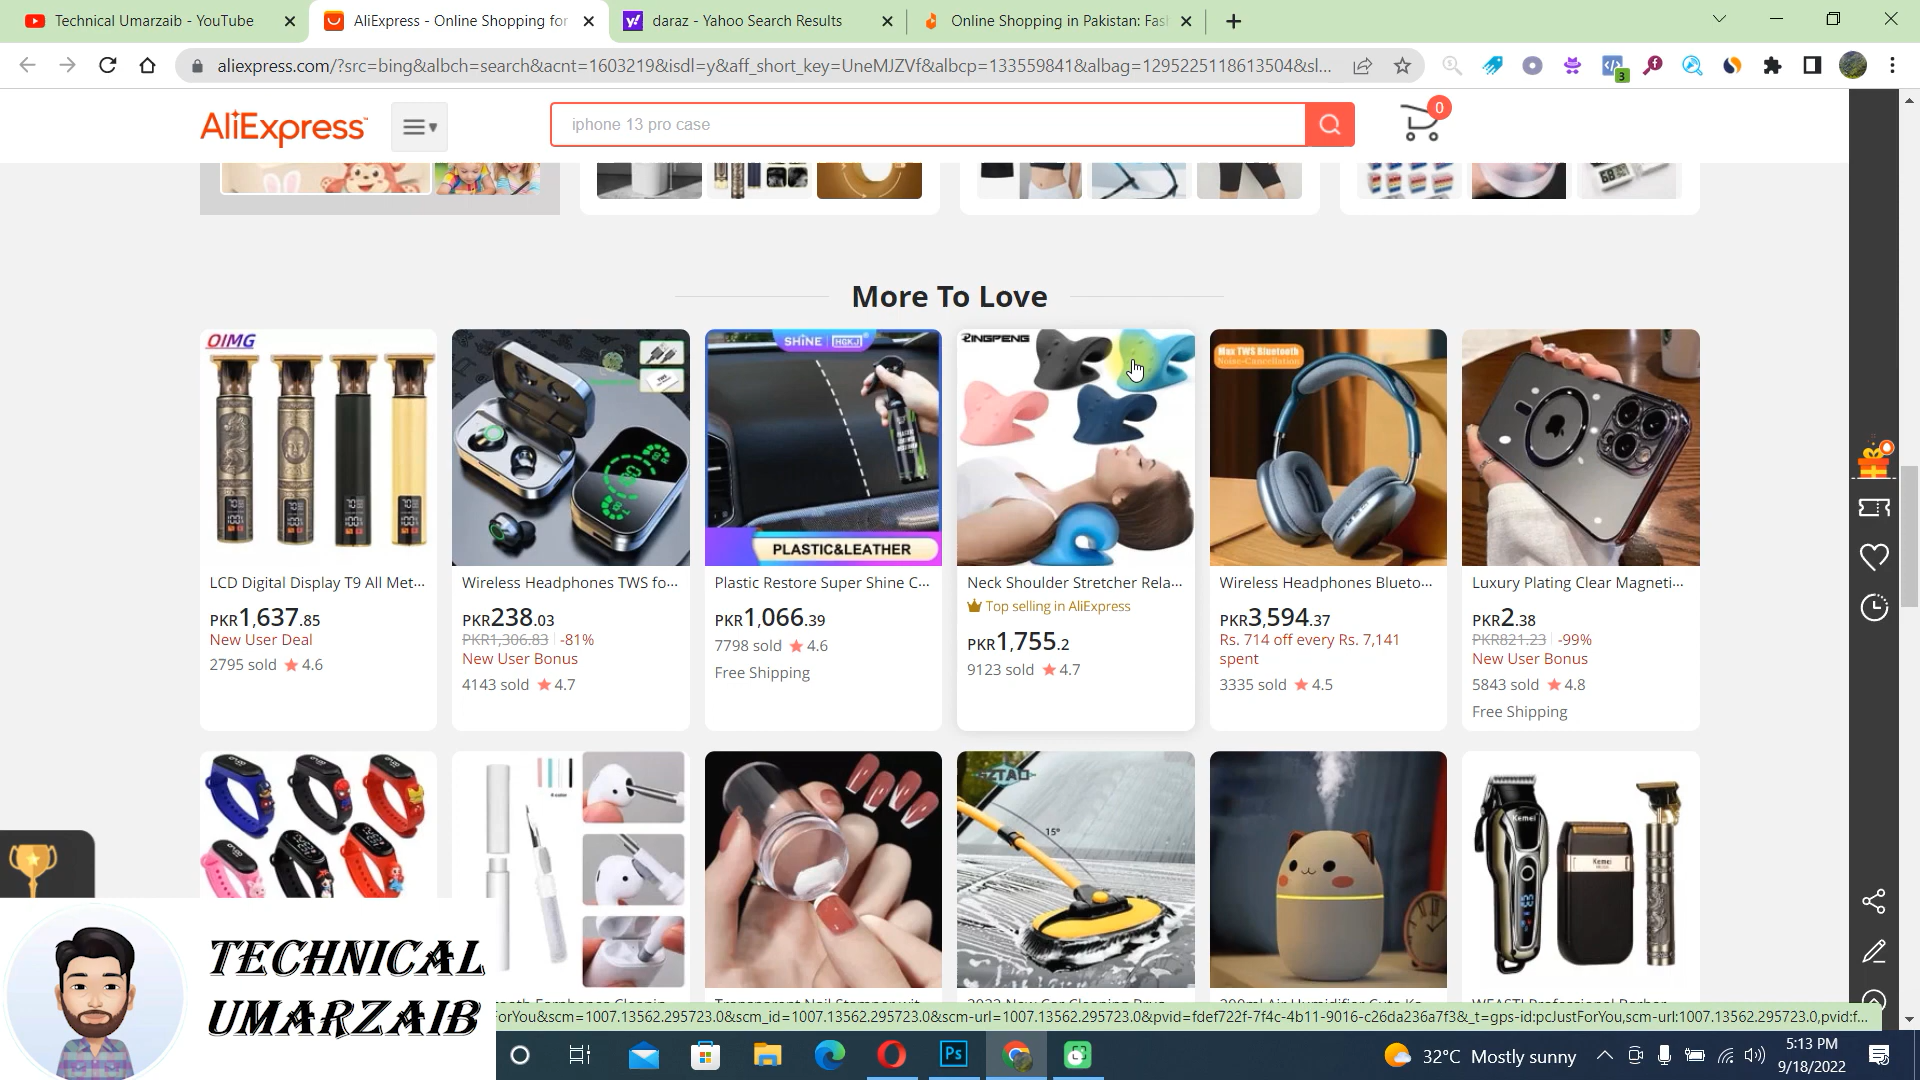 Technical Umarzaib - YouTube
AliExpress - Online Shopping for
daraz - Yahoo Search Results
Online Shopping in Pakistan: Fas
aliexpress.com/?src=bing&albch=search&acnt=1603219&isdl=y&aff_short_key=UneMJZVf&albcp=133559841&albag=1295225118613504&sl...
3
AliExpress
iphone 13 pro case
0
More To Love
OIMG
SHINE HGKJ
PLASTIC&LEATHER
Max TWS Bluetooth
Noise-Cancellation
LCD Digital Display T9 All Met...
PKR1,637.85
New User Deal
2795 sold 4.6
Wireless Headphones TWS fo...
PKR238.03
PKR1,306.83 -81%
New User Bonus
4143 sold 4.7
Plastic Restore Super Shine C...
PKR1,066.39
7798 sold 4.6
Free Shipping
Neck Shoulder Stretcher Rela...
Top selling in AliExpress
PKR1,755.2
9123 sold 4.7
Wireless Headphones Blueto...
PKR3,594.37
Rs. 714 off every Rs. 7,141
spent
3335 sold 4.5
Luxury Plating Clear Magneti...
PKR2.38
PKR821.23 -99%
New User Bonus
5843 sold 4.8
Free Shipping
15°
Kemei
TECHNICAL
UMARZAIB
ForYou&scm=1007.13562.295723.0&scm_id=1007.13562.295723.0&scm-url=1007.13562.295723.0&pvid=fdef722f-7f4c-4b11-9016-c26da236a7f3&_t=gps-id:pcJustForYou,scm-url:1007.13562.295723.0,pvid:f...
Ps
32°C Mostly sunny
5:13 PM
9/18/2022